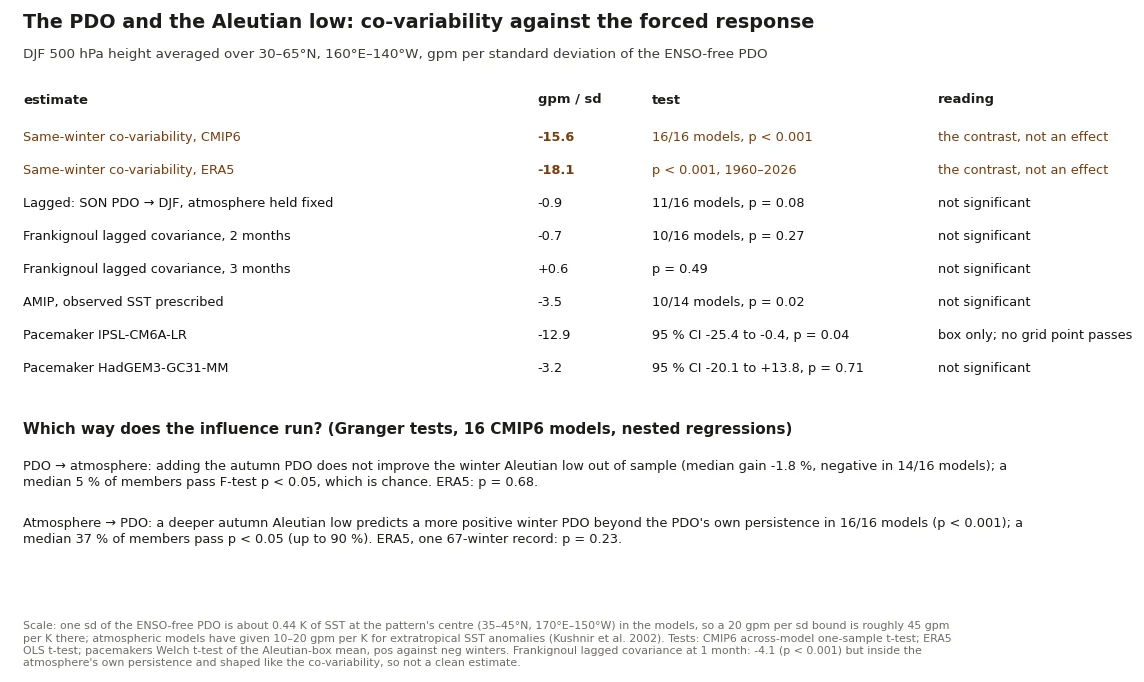 The PDO and the Aleutian low: co-variability against the forced response
DJF 500 hPa height averaged over 30–65°N, 160°E–140°W, gpm per standard deviation of the ENSO-free PDO
estimate gpm / sd test reading
Same-winter co-variability, CMIP6 -15.6 16/16 models, p < 0.001 the contrast, not an effect
Same-winter co-variability, ERA5 -18.1 p < 0.001, 1960–2026 the contrast, not an effect
Lagged: SON PDO → DJF, atmosphere held fixed -0.9 11/16 models, p = 0.08 not significant
Frankignoul lagged covariance, 2 months -0.7 10/16 models, p = 0.27 not significant
Frankignoul lagged covariance, 3 months +0.6 p = 0.49 not significant
AMIP, observed SST prescribed -3.5 10/14 models, p = 0.02 not significant
Pacemaker IPSL-CM6A-LR -12.9 95 % CI -25.4 to -0.4, p = 0.04 box only; no grid point passes
Pacemaker HadGEM3-GC31-MM -3.2 95 % CI -20.1 to +13.8, p = 0.71 not significant
Which way does the influence run? (Granger tests, 16 CMIP6 models, nested regressions)
PDO → atmosphere: adding the autumn PDO does not improve the winter Aleutian low out of sample (median gain -1.8 %, negative in 14/16 models); a
median 5 % of members pass F-test p < 0.05, which is chance. ERA5: p = 0.68.
Atmosphere → PDO: a deeper autumn Aleutian low predicts a more positive winter PDO beyond the PDO's own persistence in 16/16 models (p < 0.001); a
median 37 % of members pass p < 0.05 (up to 90 %). ERA5, one 67-winter record: p = 0.23.
Scale: one sd of the ENSO-free PDO is about 0.44 K of SST at the pattern's centre (35–45°N, 170°E–150°W) in the models, so a 20 gpm per sd bound is roughly 45 gpm
per K there; atmospheric models have given 10–20 gpm per K for extratropical SST anomalies (Kushnir et al. 2002). Tests: CMIP6 across-model one-sample t-test; ERA5
OLS t-test; pacemakers Welch t-test of the Aleutian-box mean, pos against neg winters. Frankignoul lagged covariance at 1 month: -4.1 (p < 0.001) but inside the
atmosphere's own persistence and shaped like the co-variability, so not a clean estimate.